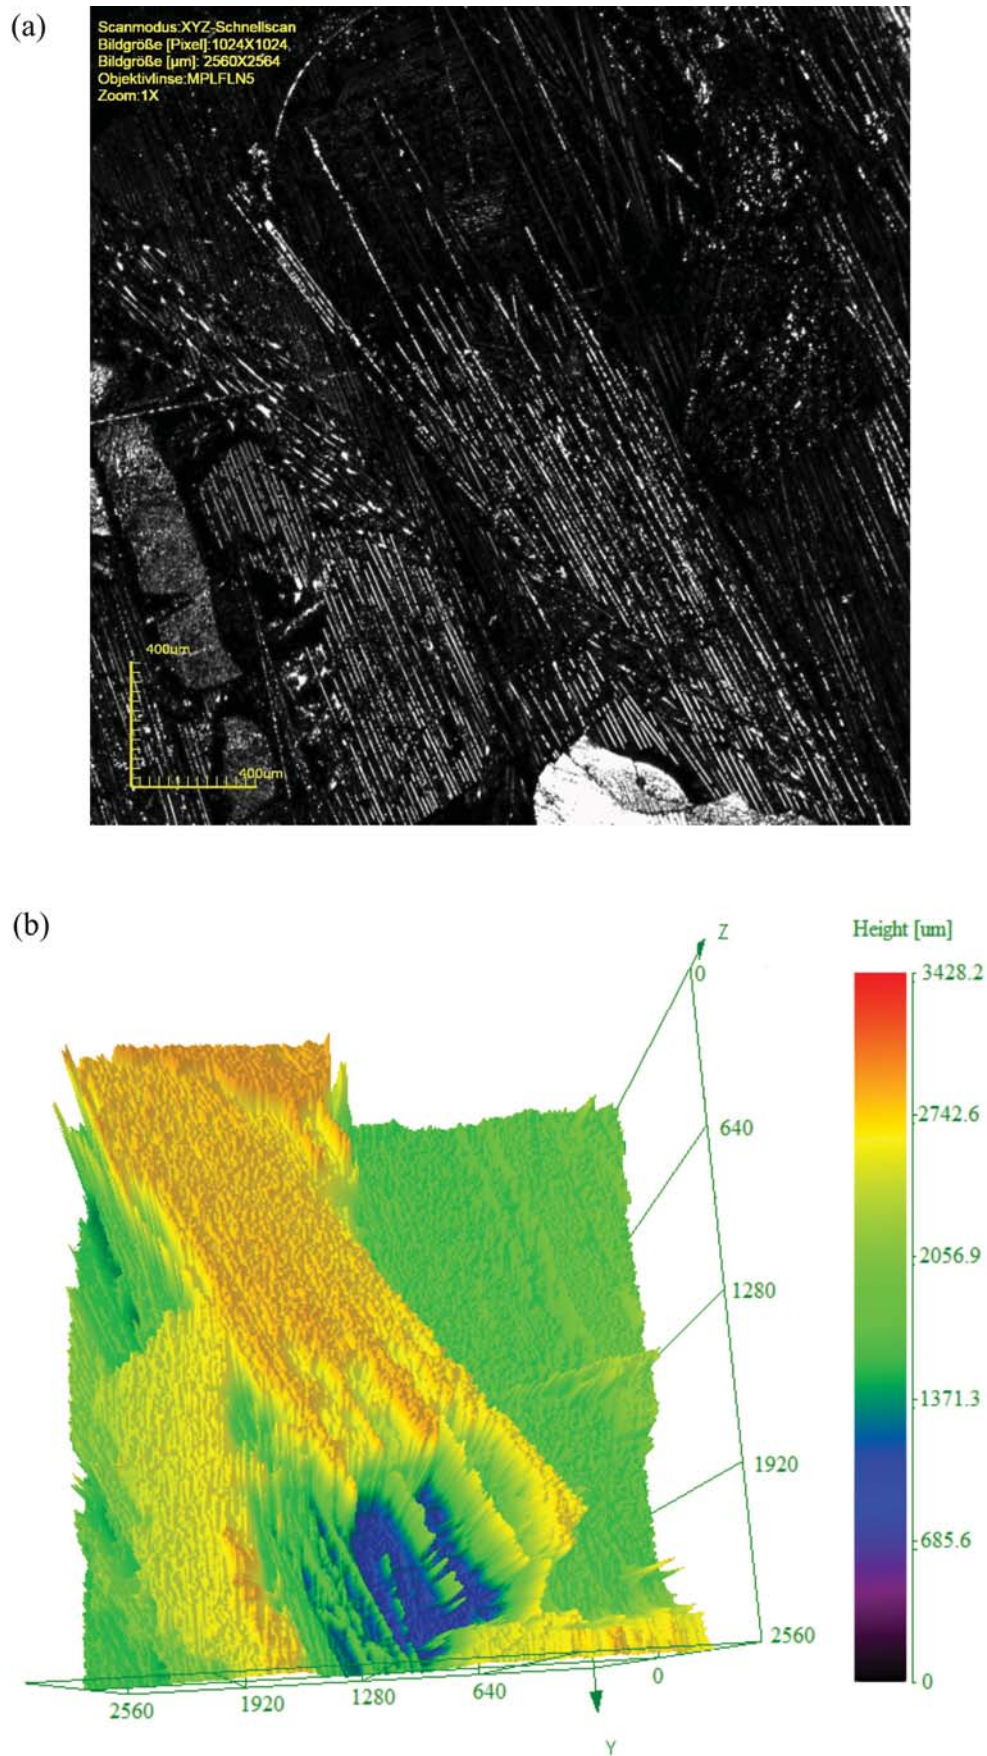 (a)
Scanmodus:XYZ-Schnellscan
Bildgröße [Pixel]:1024X1024,
Bildgröße [µm]: 2560X2564
Objektivlinse:MPLFLN5
Zoom:1X
400um
400um
(b)
Z
Height [um]
0
3428.2
640
2742.6
2056.9
1280
1371.3
1920
685.6
2560
0
2560
1920
1280
640
0
Y